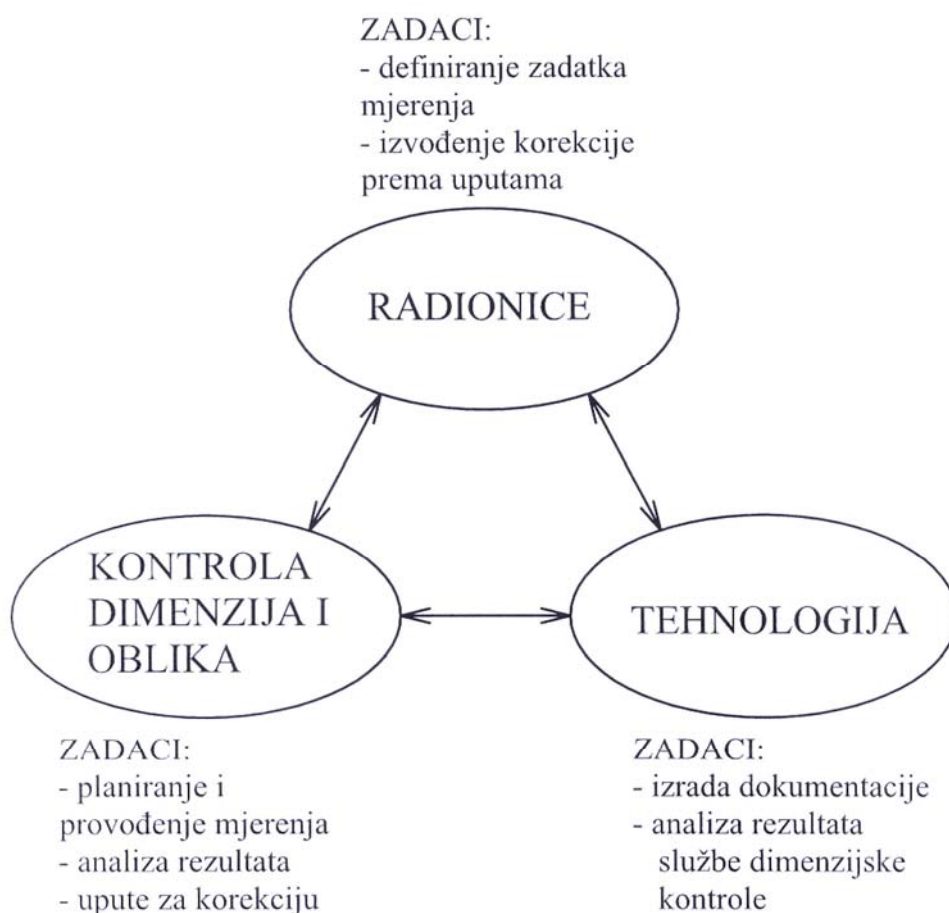 ZADACI:
- definiranje zadatka
mjerenja
- izvođenje korekcije
prema uputama
RADIONICE
KONTROLA
DIMENZIJA I
OBLIKA
TEHNOLOGIJA
ZADACI:
- planiranje i
provođenje mjerenja
- analiza rezultata
- upute za korekciju
ZADACI:
- izrada dokumentacije
- analiza rezultata
službe dimenzijske
kontrole